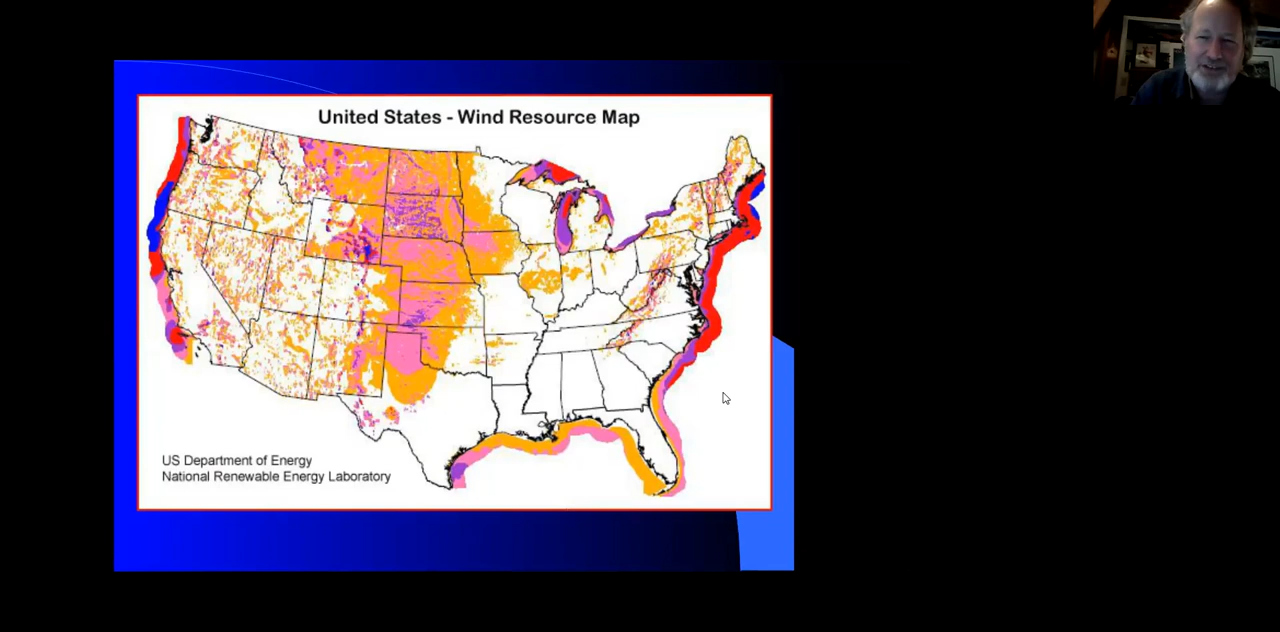 United States - Wind Resource Map
US Department of Energy
National Renewable Energy Laboratory